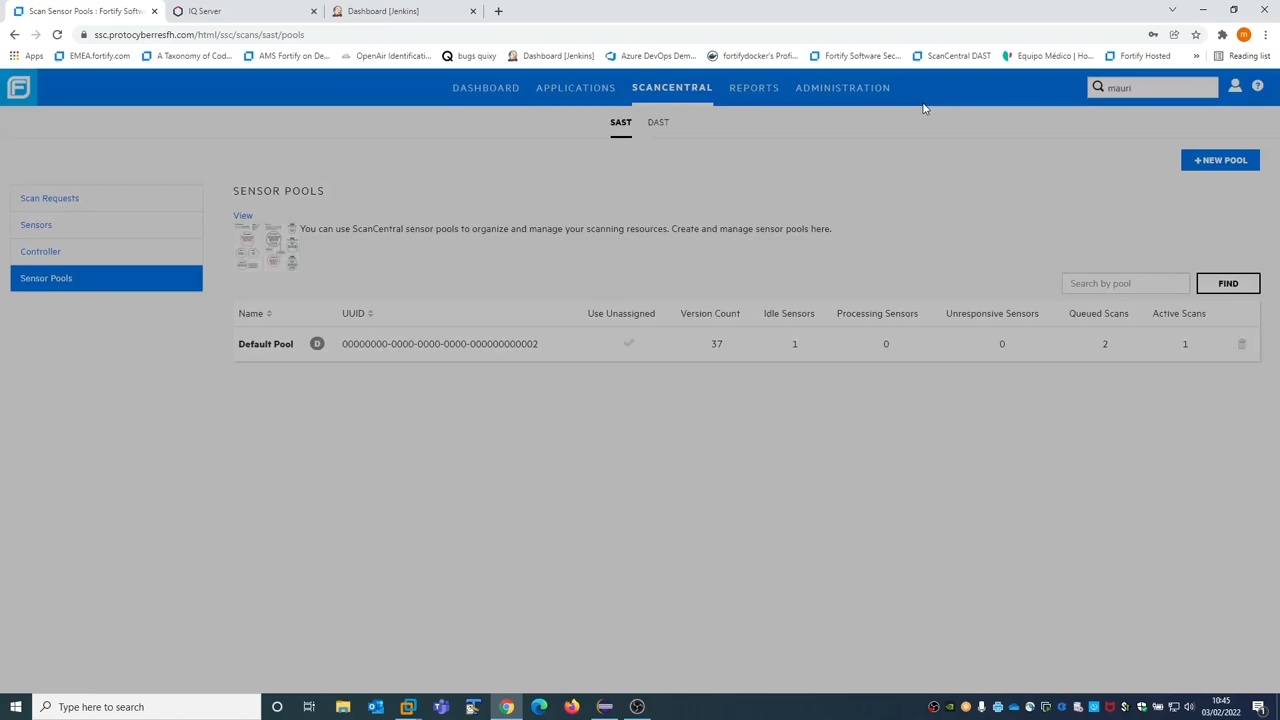 Scan Sensor Pools : Fortify Softw
IQ Server
Dashboard [Jenkins]
ssc.protocyberresfh.com/html/ssc/scans/sast/pools
Apps
EMEA.fortify.com
A Taxonomy of Cod...
AMS Fortify on Dem...
OpenAir Identificati...
bugs quixy
Dashboard [Jenkins]
Azure DevOps Dem...
fortifydocker's Profi...
Fortify Software Sec...
ScanCentral DAST
Equipo Médico | Ho...
Fortify Hosted
»
Reading list
DASHBOARD
APPLICATIONS
SCANCENTRAL
REPORTS
ADMINISTRATION
mauri
SAST
DAST
+ NEW POOL
Scan Requests
Sensors
Controller
Sensor Pools
SENSOR POOLS
View
You can use ScanCentral sensor pools to organize and manage your scanning resources. Create and manage sensor pools here.
Search by pool
FIND
Name UUID Use Unassigned Version Count Idle Sensors Processing Sensors Unresponsive Sensors Queued Scans Active Scans
Default Pool D 00000000-0000-0000-0000-000000000002 37 1 0 0 2 1
Type here to search
10:45
03/02/2022